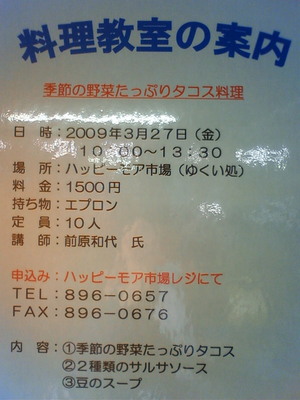 料理教室の案内
季節の野菜たっぷりタコス料理
日　時：2009年3月27日（金）
10：00～13：30
場　所：ハッピーモア市場（ゆくい処）
料　金：1500円
持ち物：エプロン
定　員：10人
講　師：前原和代　氏
申込み：ハッピーモア市場レジにて
TEL：896-0657
FAX：896-0676
内　容：①季節の野菜たっぷりタコス
②2種類のサルサソース
③豆のスープ